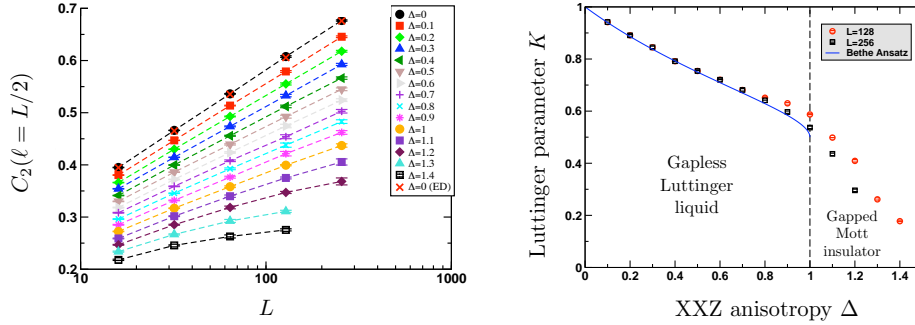 0.7
0.6
0.5
0.4
0.3
0.2
10
100
1000
C₂(ℓ = L/2)
L
Δ=0
Δ=0.1
Δ=0.2
Δ=0.3
Δ=0.4
Δ=0.5
Δ=0.6
Δ=0.7
Δ=0.8
Δ=0.9
Δ=1
Δ=1.1
Δ=1.2
Δ=1.3
Δ=1.4
Δ=0 (ED)
1
0.8
0.6
0.4
0.2
0
0
0.2
0.4
0.6
0.8
1.0
1.2
1.4
Luttinger parameter K
XXZ anisotropy Δ
L=128
L=256
Bethe Ansatz
Gapless
Luttinger
liquid
Gapped
Mott
insulator